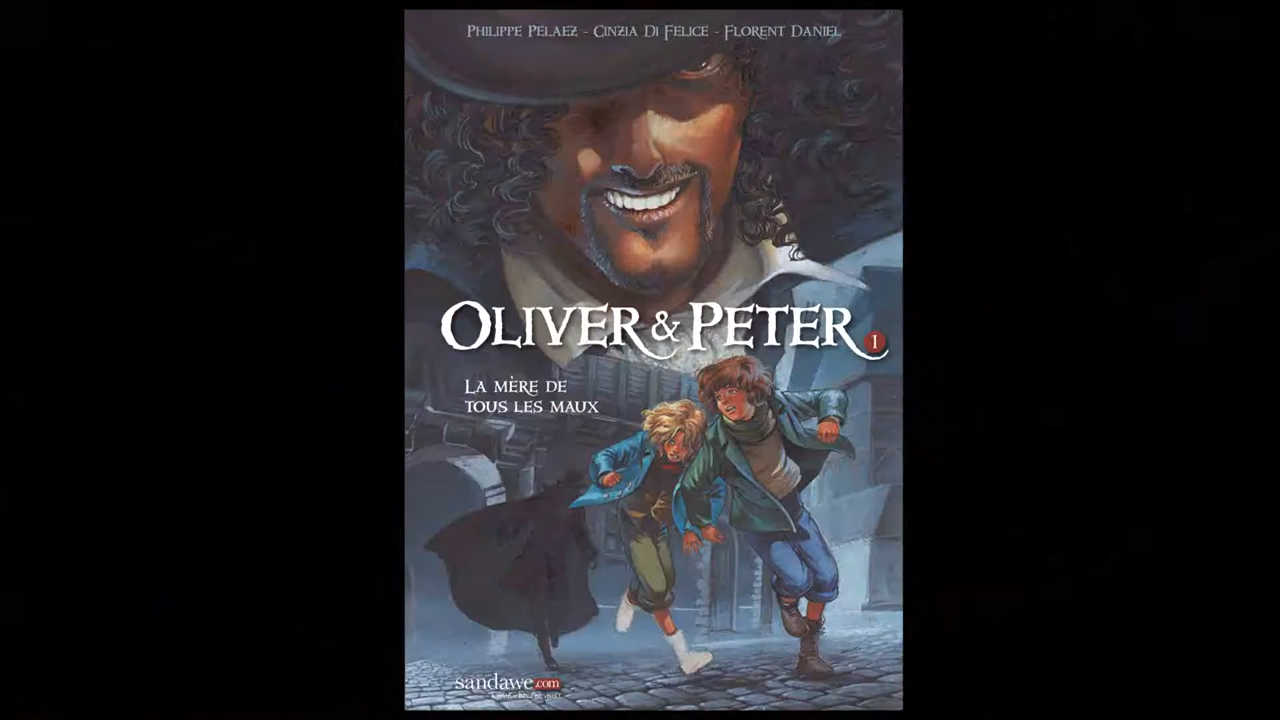 PHILIPPE PELAEZ - CINZIA DI FELICE - FLORENT DANIEL
OLIVER & PETER 1
LA MÈRE DE
TOUS LES MAUX
sandawe.com